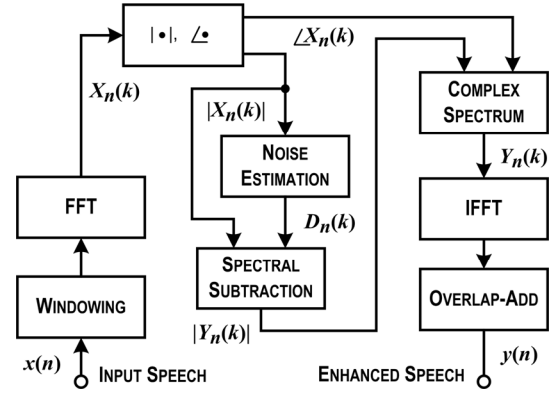 |•|, ∠•
∠Xn(k)
Xn(k)
|Xn(k)|
COMPLEX
SPECTRUM
NOISE
ESTIMATION
Yn(k)
FFT
IFFT
Dn(k)
SPECTRAL
SUBTRACTION
WINDOWING
OVERLAP-ADD
|Yn(k)|
x(n)
y(n)
INPUT SPEECH
ENHANCED SPEECH